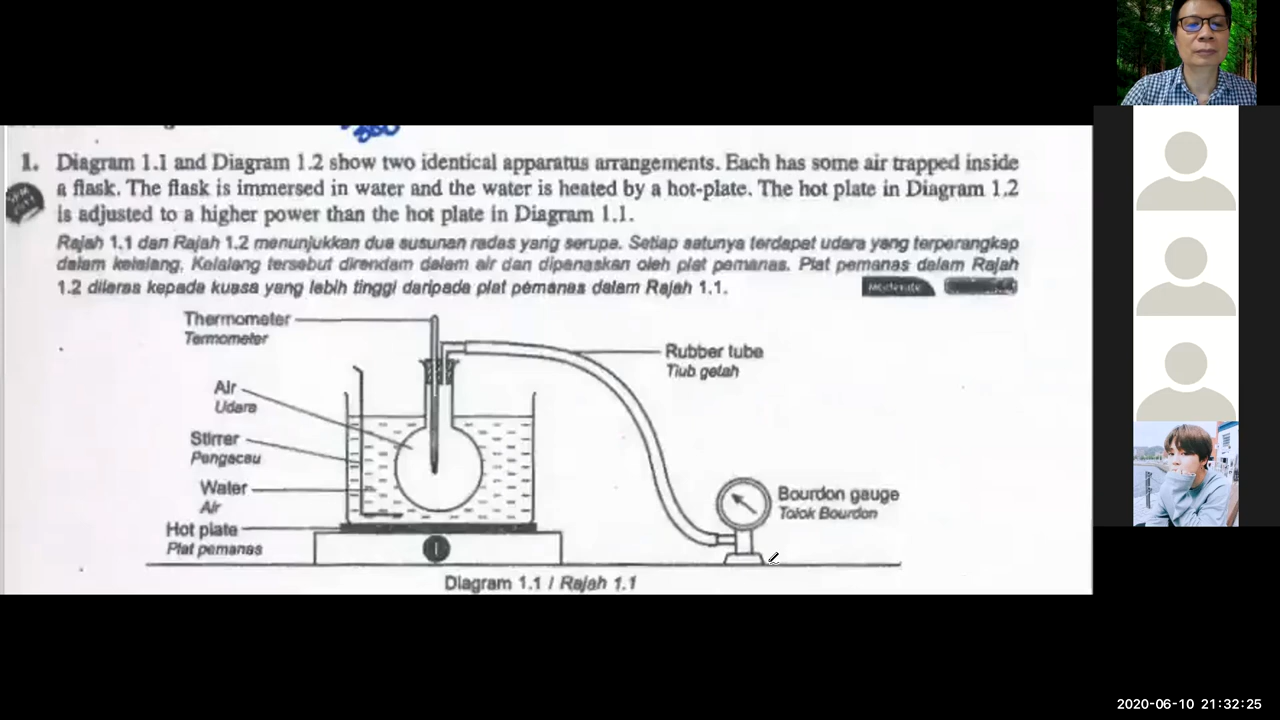 1. Diagram 1.1 and Diagram 1.2 show two identical apparatus arrangements. Each has some air trapped inside
a flask. The flask is immersed in water and the water is heated by a hot-plate. The hot plate in Diagram 1.2
is adjusted to a higher power than the hot plate in Diagram 1.1.
Rajah 1.1 dan Rajah 1.2 menunjukkan dua susunan radas yang serupa. Setiap satunya terdapat udara yang terperangkap
dalam kelalang. Kelalang tersebut direndam dalam air dan dipanaskan oleh plat pemanas. Plat pemanas dalam Rajah
1.2 dilaras kepada kuasa yang lebih tinggi daripada plat pemanas dalam Rajah 1.1.
Moderate
Thermometer
Termometer
Rubber tube
Tiub getah
Air
Udara
Stirrer
Pengacau
Water
Air
Bourdon gauge
Tolok Bourdon
Hot plate
Plat pemanas
Diagram 1.1 / Rajah 1.1
2020-06-10 21:32:25